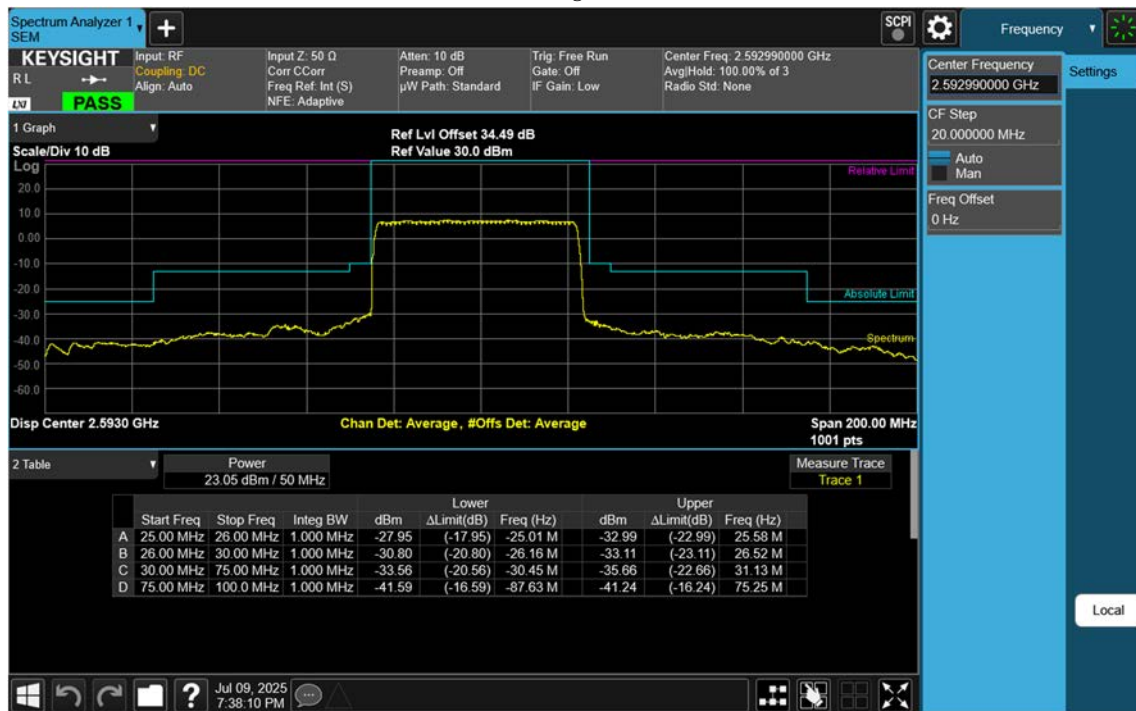 Spectrum Analyzer 1
SEM
SCPI
Frequency
KEYSIGHT
R L
LXI
PASS
Input: RF
Coupling: DC
Align: Auto
Input Z: 50 Ω
Corr CCorr
Freq Ref: Int (S)
NFE: Adaptive
Atten: 10 dB
Preamp: Off
µW Path: Standard
Trig: Free Run
Gate: Off
IF Gain: Low
Center Freq: 2.592990000 GHz
Avg|Hold: 100.00% of 3
Radio Std: None
Center Frequency
2.592990000 GHz
Settings
CF Step
20.000000 MHz
Auto
Man
Freq Offset
0 Hz
1 Graph
Scale/Div 10 dB
Log
Ref Lvl Offset 34.49 dB
Ref Value 30.0 dBm
Relative Limit
20.0
10.0
0.00
-10.0
-20.0
-30.0
-40.0
-50.0
-60.0
Absolute Limit
Spectrum
Disp Center 2.5930 GHz
Chan Det: Average, #Offs Det: Average
Span 200.00 MHz
1001 pts
2 Table
Power
23.05 dBm / 50 MHz
Measure Trace
Trace 1
Lower Upper
Start Freq Stop Freq Integ BW dBm ΔLimit(dB) Freq (Hz) dBm ΔLimit(dB) Freq (Hz)
A 25.00 MHz 26.00 MHz 1.000 MHz -27.95 (-17.95) -25.01 M -32.99 (-22.99) 25.58 M
B 26.00 MHz 30.00 MHz 1.000 MHz -30.80 (-20.80) -26.16 M -33.11 (-23.11) 26.52 M
C 30.00 MHz 75.00 MHz 1.000 MHz -33.56 (-20.56) -30.45 M -35.66 (-22.66) 31.13 M
D 75.00 MHz 100.0 MHz 1.000 MHz -41.59 (-16.59) -87.63 M -41.24 (-16.24) 75.25 M
Local
?
Jul 09, 2025
7:38:10 PM